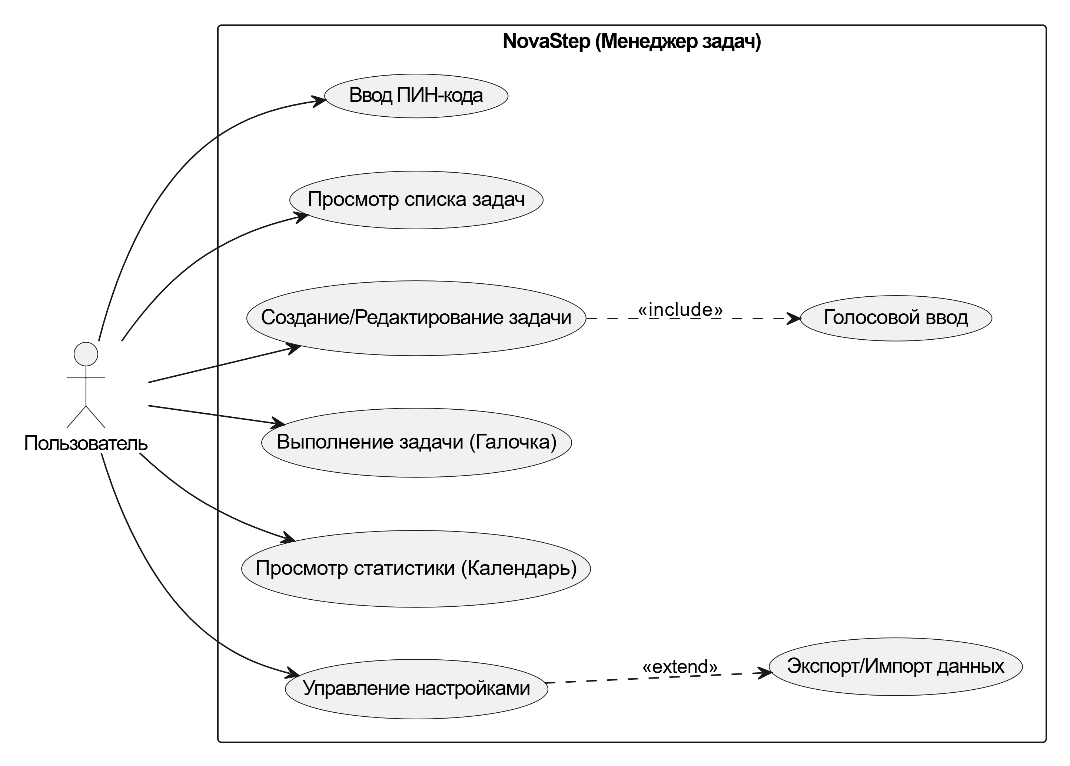 NovaStep (Менеджер задач)
Ввод ПИН-кода
Просмотр списка задач
Создание/Редактирование задачи
«include»
Голосовой ввод
Пользователь
Выполнение задачи (Галочка)
Просмотр статистики (Календарь)
Управление настройками
«extend»
Экспорт/Импорт данных